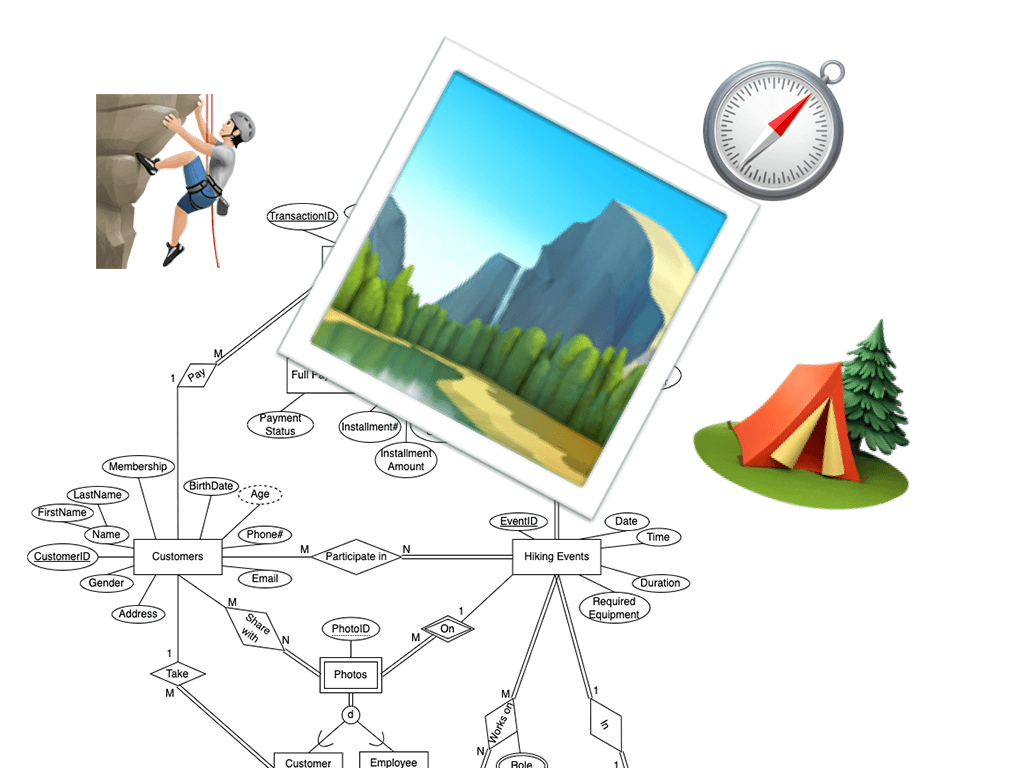 TransactionID
M
1
Pay
Full
Payment
Status
Installment#
Installment
Amount
Membership
LastName
BirthDate
Age
FirstName
Name
Phone#
EventID
Date
Time
CustomerID
Customers
M
Participate in
N
Hiking Events
Gender
Email
Duration
Address
M
Share
with
N
PhotoID
1
On
M
Required
Equipment
1
Take
M
Photos
d
M
Works on
N
1
In
1
Customer
Employee
Role